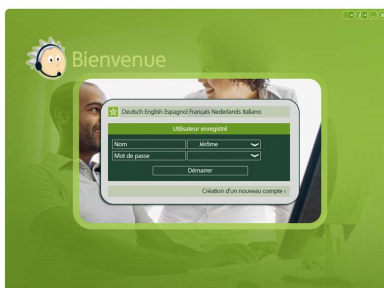 Bienvenue
Deutsch English Espagnol Français Nederlands Italiano
Utilisateur enregistré
Nom Jérôme
Mot de passe
Démarrer
Création d'un nouveau compte